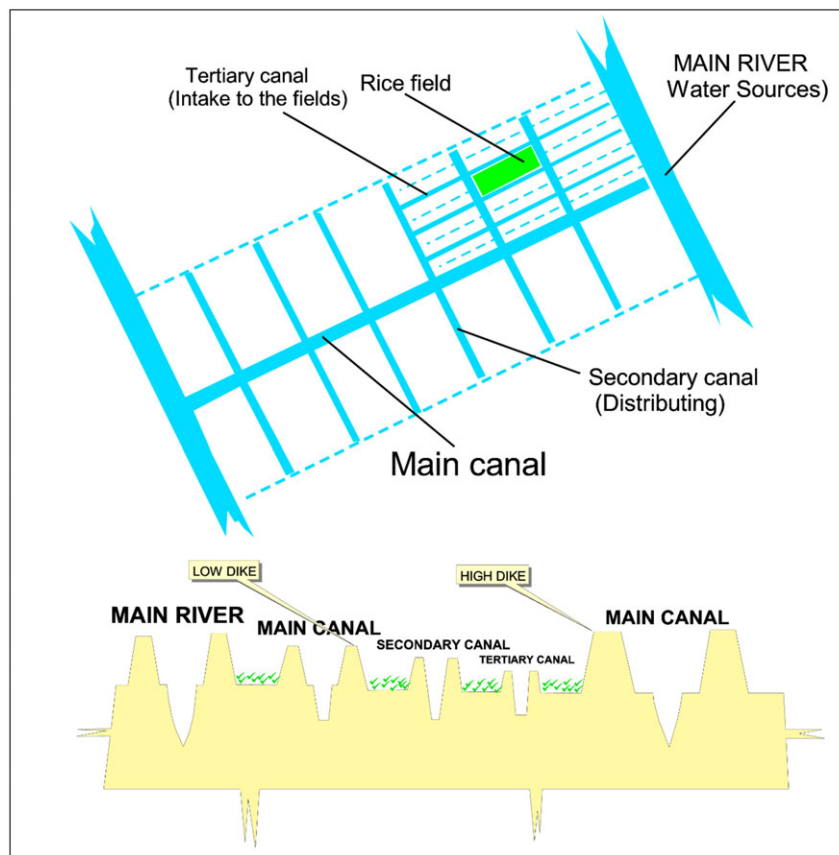 MAIN RIVER
Water Sources)
Tertiary canal
(Intake to the fields)
Rice field
Secondary canal
(Distributing)
Main canal
LOW DIKE
HIGH DIKE
MAIN RIVER
MAIN CANAL
MAIN CANAL
SECONDARY CANAL
TERTIARY CANAL